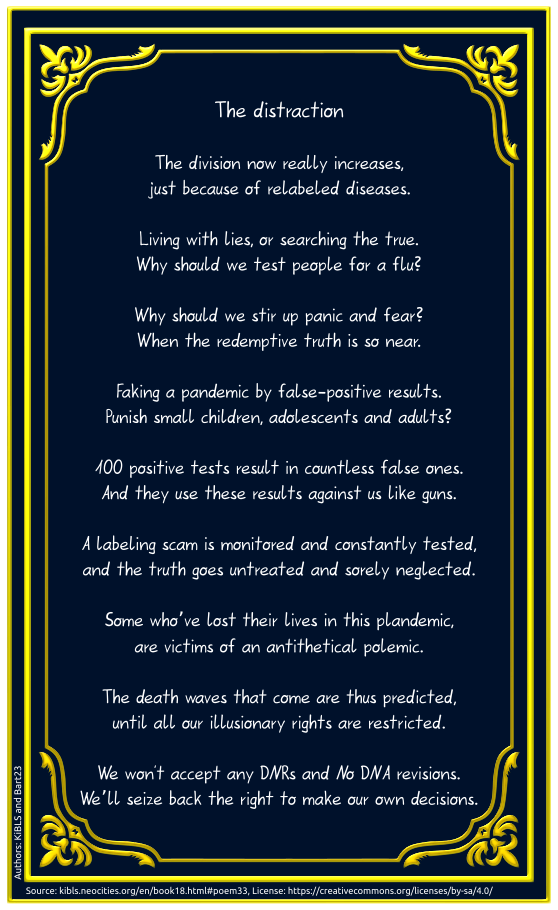 The distraction
The division now really increases,
just because of relabeled diseases.
Living with lies, or searching the true.
Why should we test people for a flu?
Why should we stir up panic and fear?
When the redemptive truth is so near.
Faking a pandemic by false-positive results.
Punish small children, adolescents and adults?
100 positive tests result in countless false ones.
And they use these results against us like guns.
A labeling scam is monitored and constantly tested,
and the truth goes untreated and sorely neglected.
Some who've lost their lives in this plandemic,
are victims of an antithetical polemic.
The death waves that come are thus predicted,
until all our illusionary rights are restricted.
We won't accept any DNRs and No DNA revisions.
We'll seize back the right to make our own decisions.
Authors: KiBLS and Bart23
Source: kibls.neocities.org/en/book18.html#poem33, License: https://creativecommons.org/licenses/by-sa/4.0/